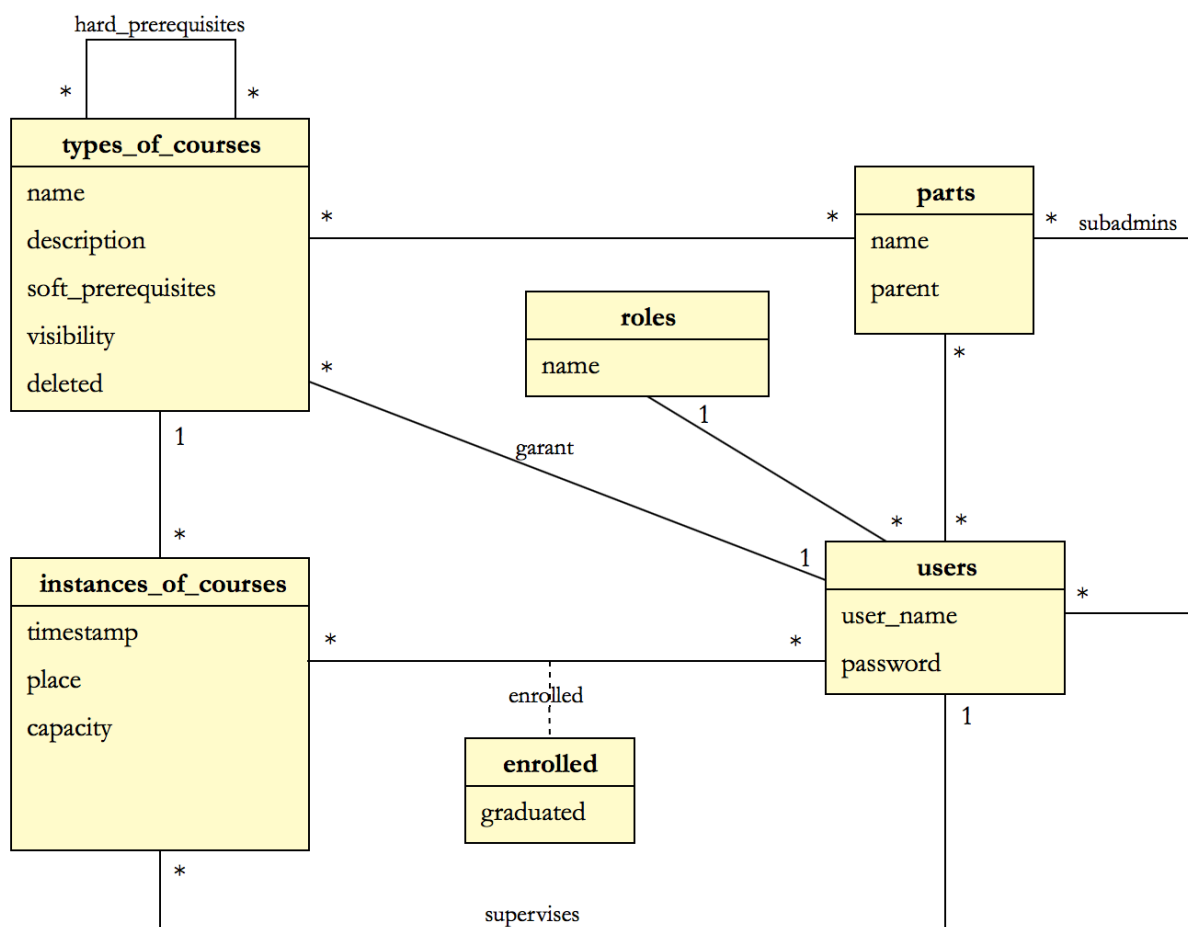 hard_prerequisites
*
*
types_of_courses
name
description
soft_prerequisites
visibility
deleted
*
*
parts
name
parent
*
subadmins
roles
name
*
*
1
garant
1
*
*
*
1
instances_of_courses
timestamp
place
capacity
users
user_name
password
*
*
*
enrolled
1
enrolled
graduated
*
supervises